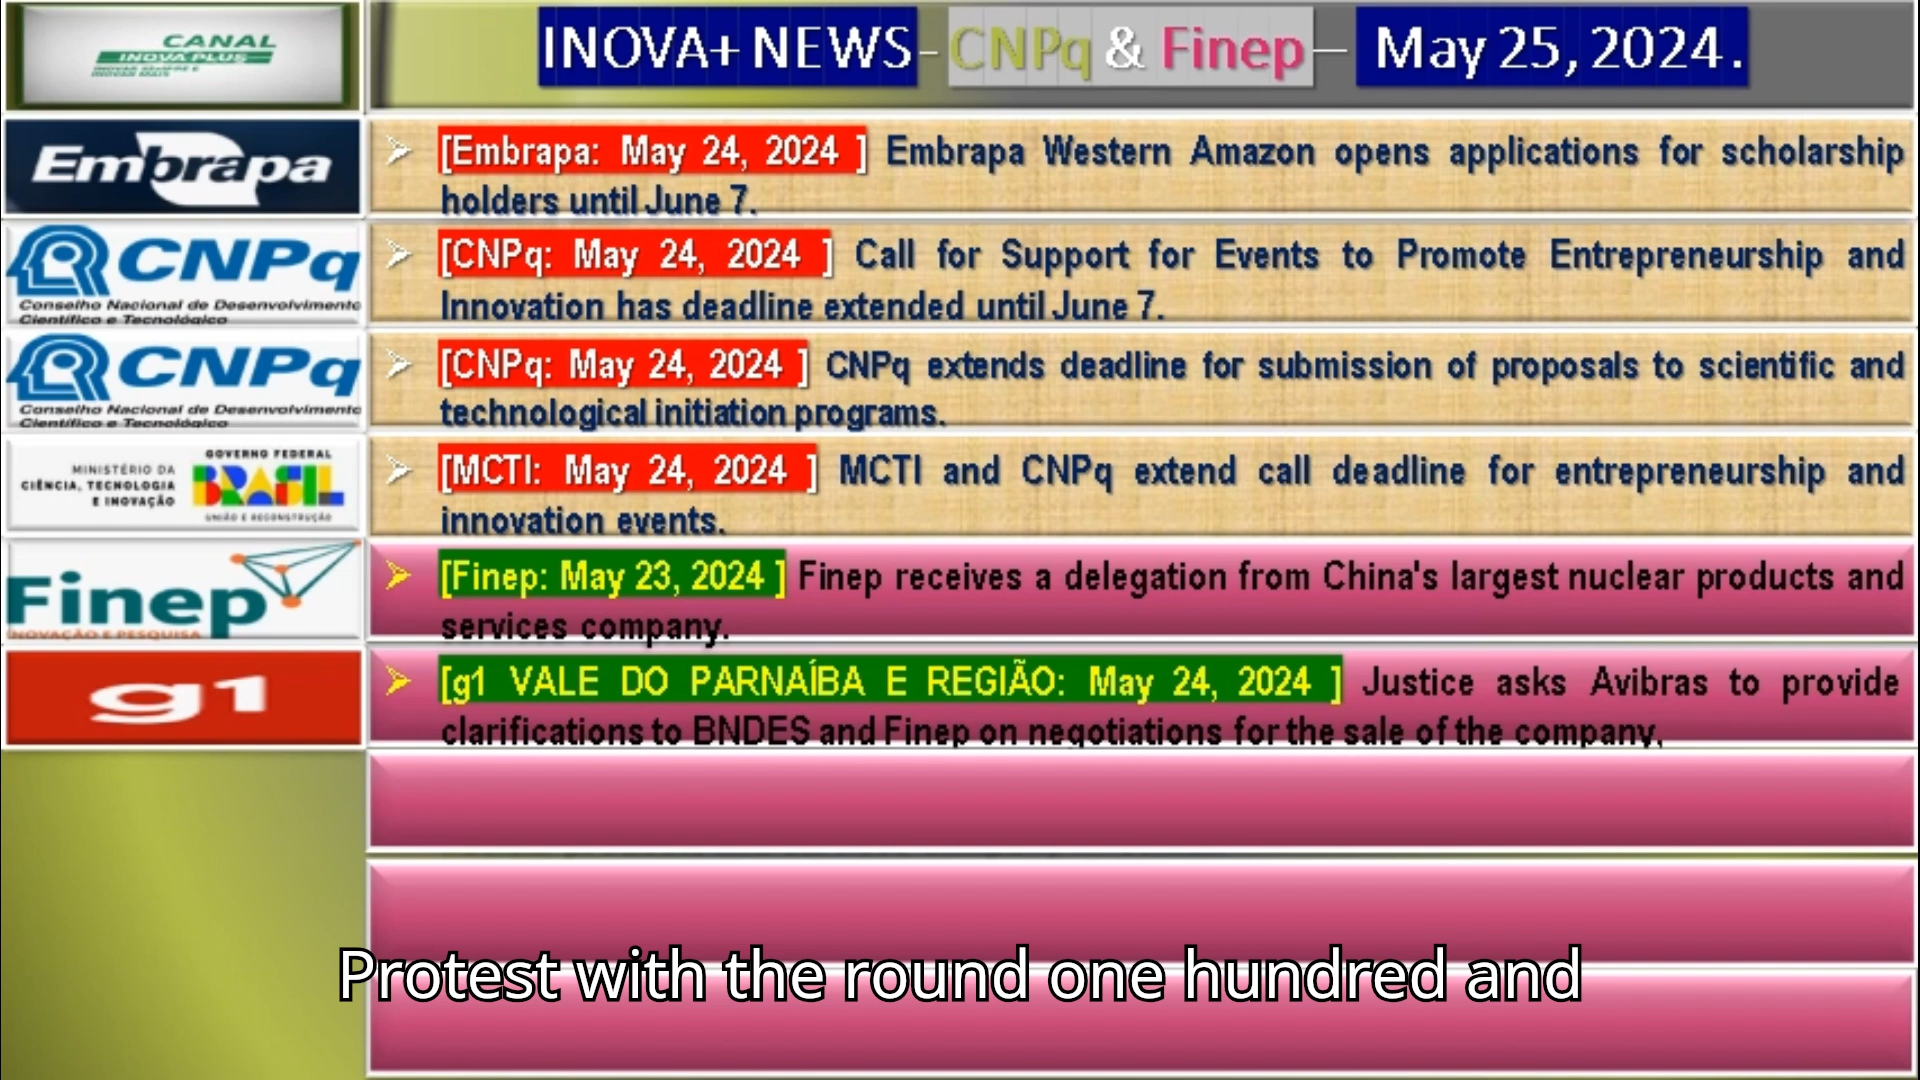 CANAL
INOVA PLUS
INOVA+ NEWS – CNPq & Finep — May 25, 2024.
Embrapa
[Embrapa: May 24, 2024 ] Embrapa Western Amazon opens applications for scholarship
holders until June 7.
CNPq
Conselho Nacional de Desenvolvimento
Científico e Tecnológico
[CNPq: May 24, 2024 ] Call for Support for Events to Promote Entrepreneurship and
Innovation has deadline extended until June 7.
CNPq
Conselho Nacional de Desenvolvimento
Científico e Tecnológico
[CNPq: May 24, 2024 ] CNPq extends deadline for submission of proposals to scientific and
technological initiation programs.
MINISTÉRIO DA
CIÊNCIA, TECNOLOGIA
E INOVAÇÃO
GOVERNO FEDERAL
BRASIL
UNIÃO E RECONSTRUÇÃO
[MCTI: May 24, 2024 ] MCTI and CNPq extend call deadline for entrepreneurship and
innovation events.
Finep
INOVAÇÃO E PESQUISA
[Finep: May 23, 2024 ] Finep receives a delegation from China's largest nuclear products and
services company.
g1
[g1 VALE DO PARNAÍBA E REGIÃO: May 24, 2024 ] Justice asks Avibras to provide
clarifications to BNDES and Finep on negotiations for the sale of the company.
Protest with the round one hundred and